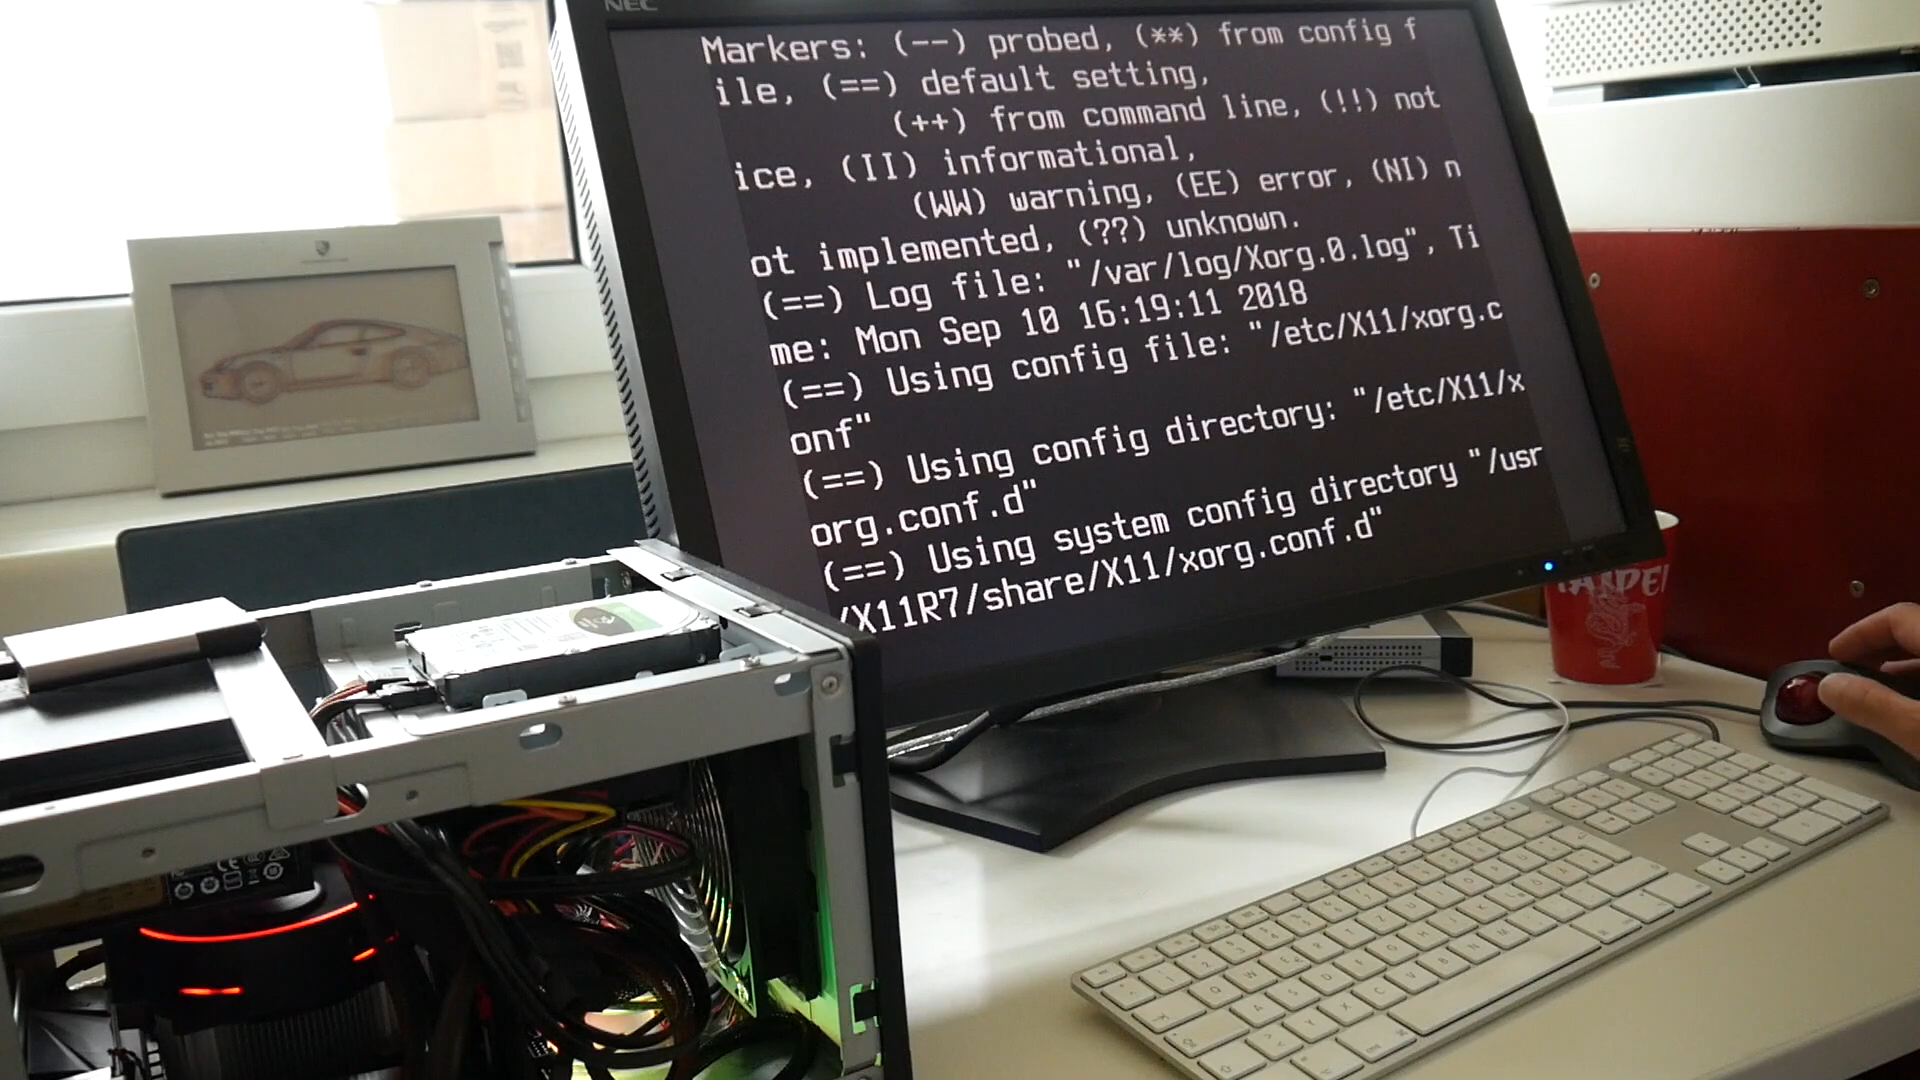 NEC
Markers: (--) probed, (**) from config f
ile, (==) default setting,
(++) from command line, (!!) not
ice, (II) informational,
(WW) warning, (EE) error, (NI) n
ot implemented, (??) unknown.
(==) Log file: "/var/log/Xorg.0.log", Ti
me: Mon Sep 10 16:19:11 2018
(==) Using config file: "/etc/X11/xorg.c
onf"
(==) Using config directory: "/etc/X11/x
org.conf.d"
(==) Using system config directory "/usr
/X11R7/share/X11/xorg.conf.d"
TAIPEI